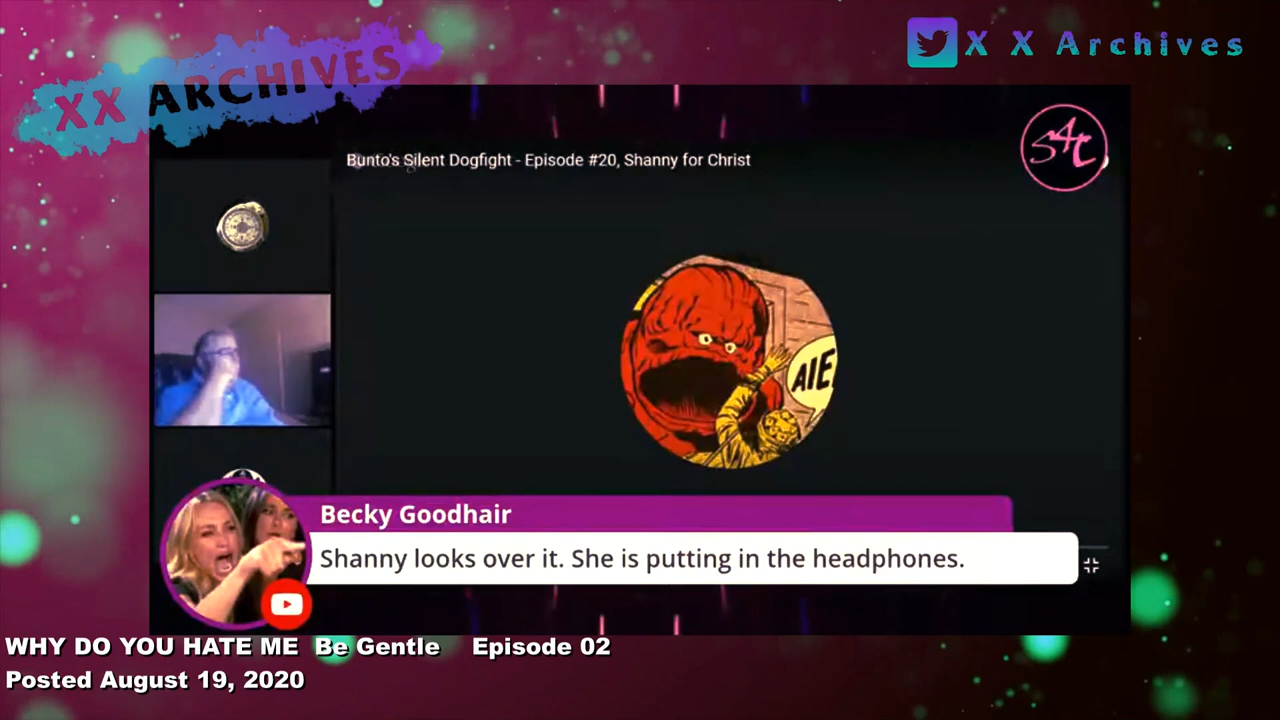 XX ARCHIVES
X X Archives
S4C
Bunto's Silent Dogfight - Episode #20, Shanny for Christ
AIE
Becky Goodhair
Shanny looks over it. She is putting in the headphones.
WHY DO YOU HATE ME Be Gentle Episode 02
Posted August 19, 2020